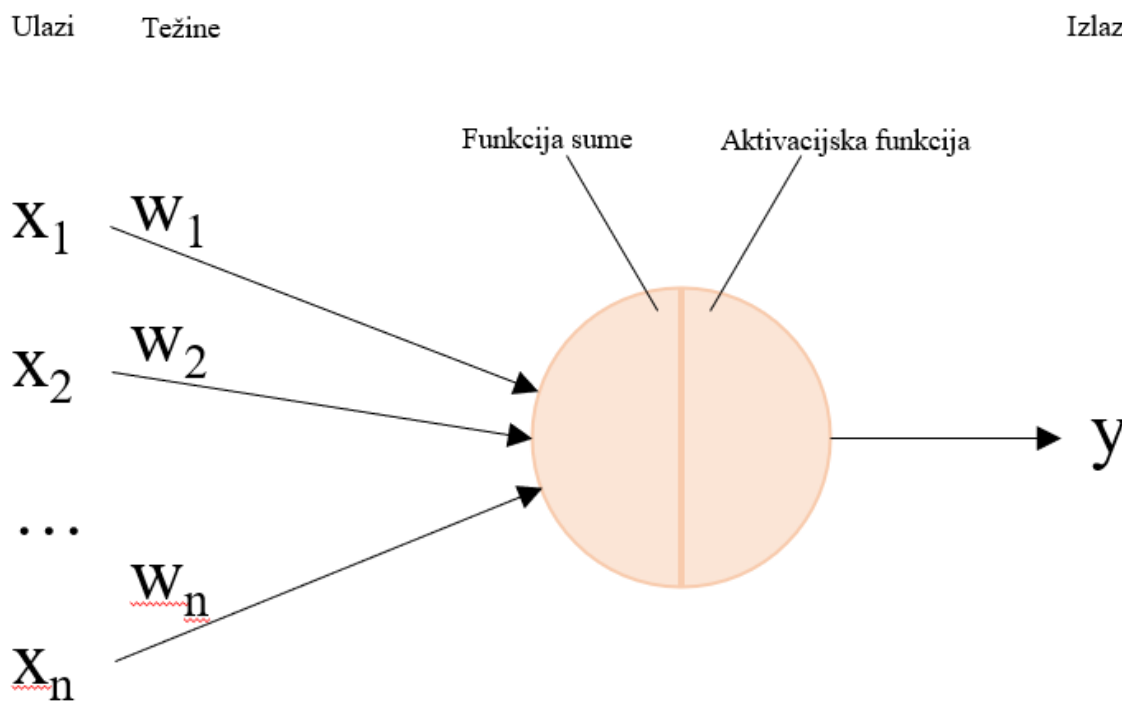 Ulazi Težine Izlaz
Funkcija sume Aktivacijska funkcija
x₁ w₁
x₂ w₂
y
...
wₙ
xₙ